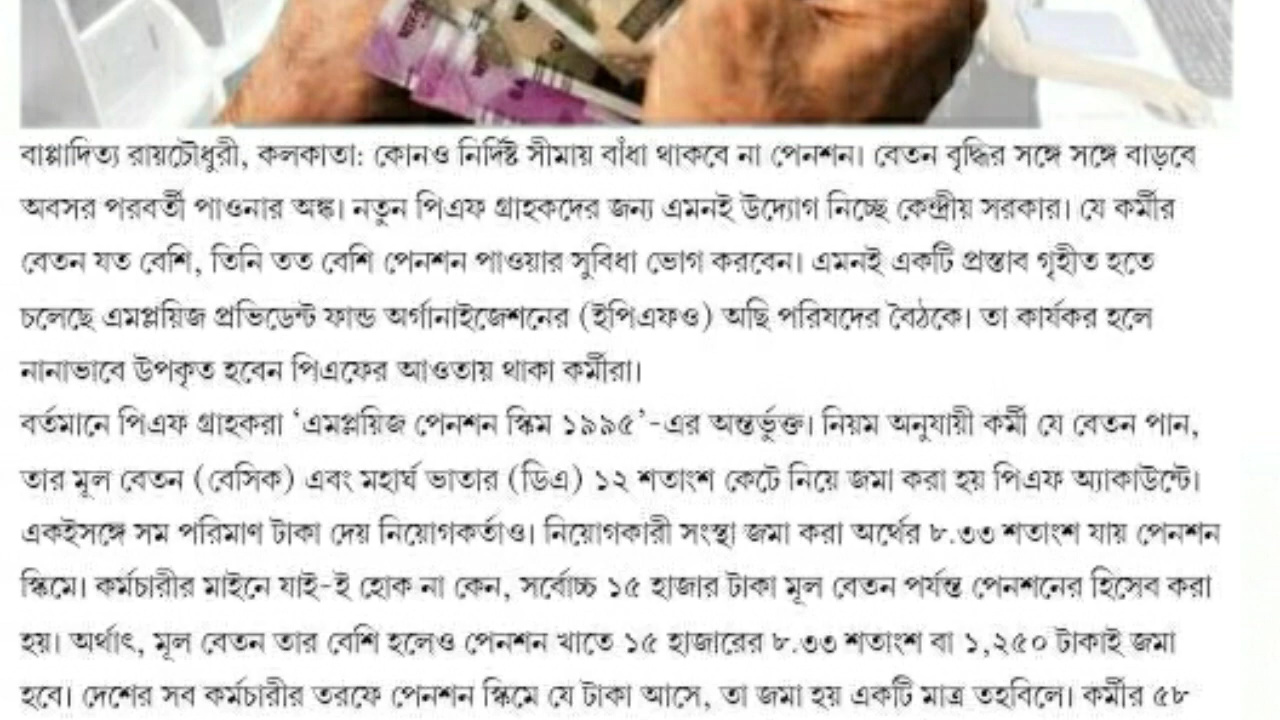 বাপ্পাদিত্য রায়চৌধুরী, কলকাতা: কোনও নির্দিষ্ট সীমায় বাঁধা থাকবে না পেনশন। বেতন বৃদ্ধির সঙ্গে সঙ্গে বাড়বে
অবসর পরবর্তী পাওনার অঙ্ক। নতুন পিএফ গ্রাহকদের জন্য এমনই উদ্যোগ নিচ্ছে কেন্দ্রীয় সরকার। যে কর্মীর
বেতন যত বেশি, তিনি তত বেশি পেনশন পাওয়ার সুবিধা ভোগ করবেন। এমনই একটি প্রস্তাব গৃহীত হতে
চলেছে এমপ্লয়িজ প্রভিডেন্ট ফান্ড অর্গানাইজেশনের (ইপিএফও) অছি পরিষদের বৈঠকে। তা কার্যকর হলে
নানাভাবে উপকৃত হবেন পিএফের আওতায় থাকা কর্মীরা।
বর্তমানে পিএফ গ্রাহকরা ‘এমপ্লয়িজ পেনশন স্কিম ১৯৯৫’-এর অন্তর্ভুক্ত। নিয়ম অনুযায়ী কর্মী যে বেতন পান,
তার মূল বেতন (বেসিক) এবং মহার্ঘ ভাতার (ডিএ) ১২ শতাংশ কেটে নিয়ে জমা করা হয় পিএফ অ্যাকাউন্টে।
একইসঙ্গে সম পরিমাণ টাকা দেয় নিয়োগকর্তাও। নিয়োগকারী সংস্থা জমা করা অর্থের ৮.৩৩ শতাংশ যায় পেনশন
স্কিমে। কর্মচারীর মাইনে যাই-ই হোক না কেন, সর্বোচ্চ ১৫ হাজার টাকা মূল বেতন পর্যন্ত পেনশনের হিসেব করা
হয়। অর্থাৎ, মূল বেতন তার বেশি হলেও পেনশন খাতে ১৫ হাজারের ৮.৩৩ শতাংশ বা ১,২৫০ টাকাই জমা
হবে। দেশের সব কর্মচারীর তরফে পেনশন স্কিমে যে টাকা আসে, তা জমা হয় একটি মাত্র তহবিলে। কর্মীর ৫৮